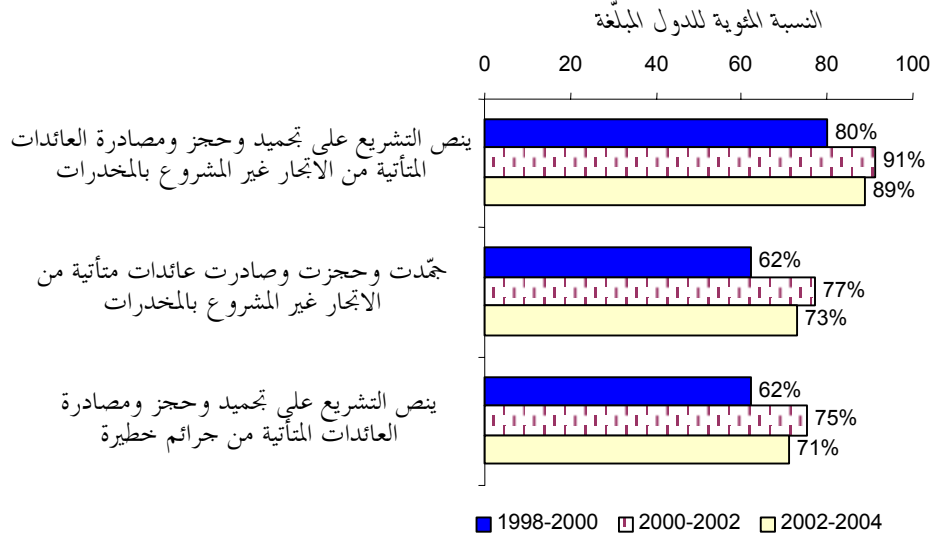 النسبة المئوية للدول المبلّغة
0 20 40 60 80 100
ينص التشريع على تجميد وحجز ومصادرة العائدات
المتأتية من الاتجار غير المشروع بالمخدرات
80%
91%
89%
جمّدت وحجزت وصادرت عائدات متأتية من
الاتجار غير المشروع بالمخدرات
62%
77%
73%
ينص التشريع على تجميد وحجز ومصادرة
العائدات المتأتية من جرائم خطيرة
62%
75%
71%
1998-2000 2000-2002 2002-2004